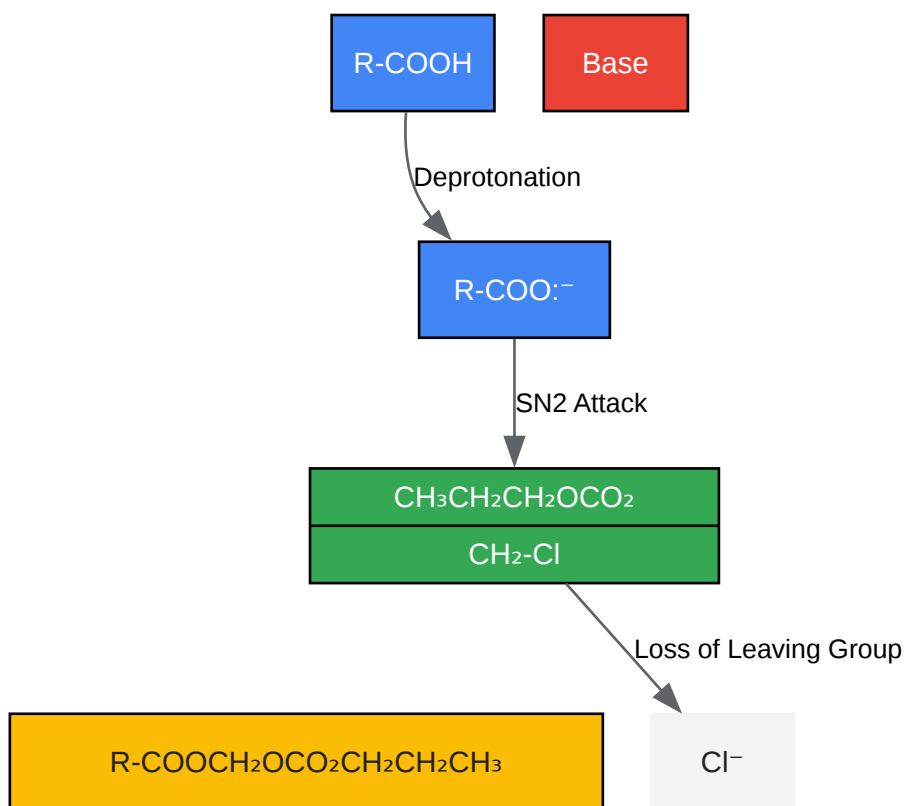 R-COOH
Base
Deprotonation
R-COO:⁻
SN2 Attack
CH₃CH₂CH₂OCO₂
CH₂-Cl
Loss of Leaving Group
R-COOCH₂OCO₂CH₂CH₂CH₃
Cl⁻